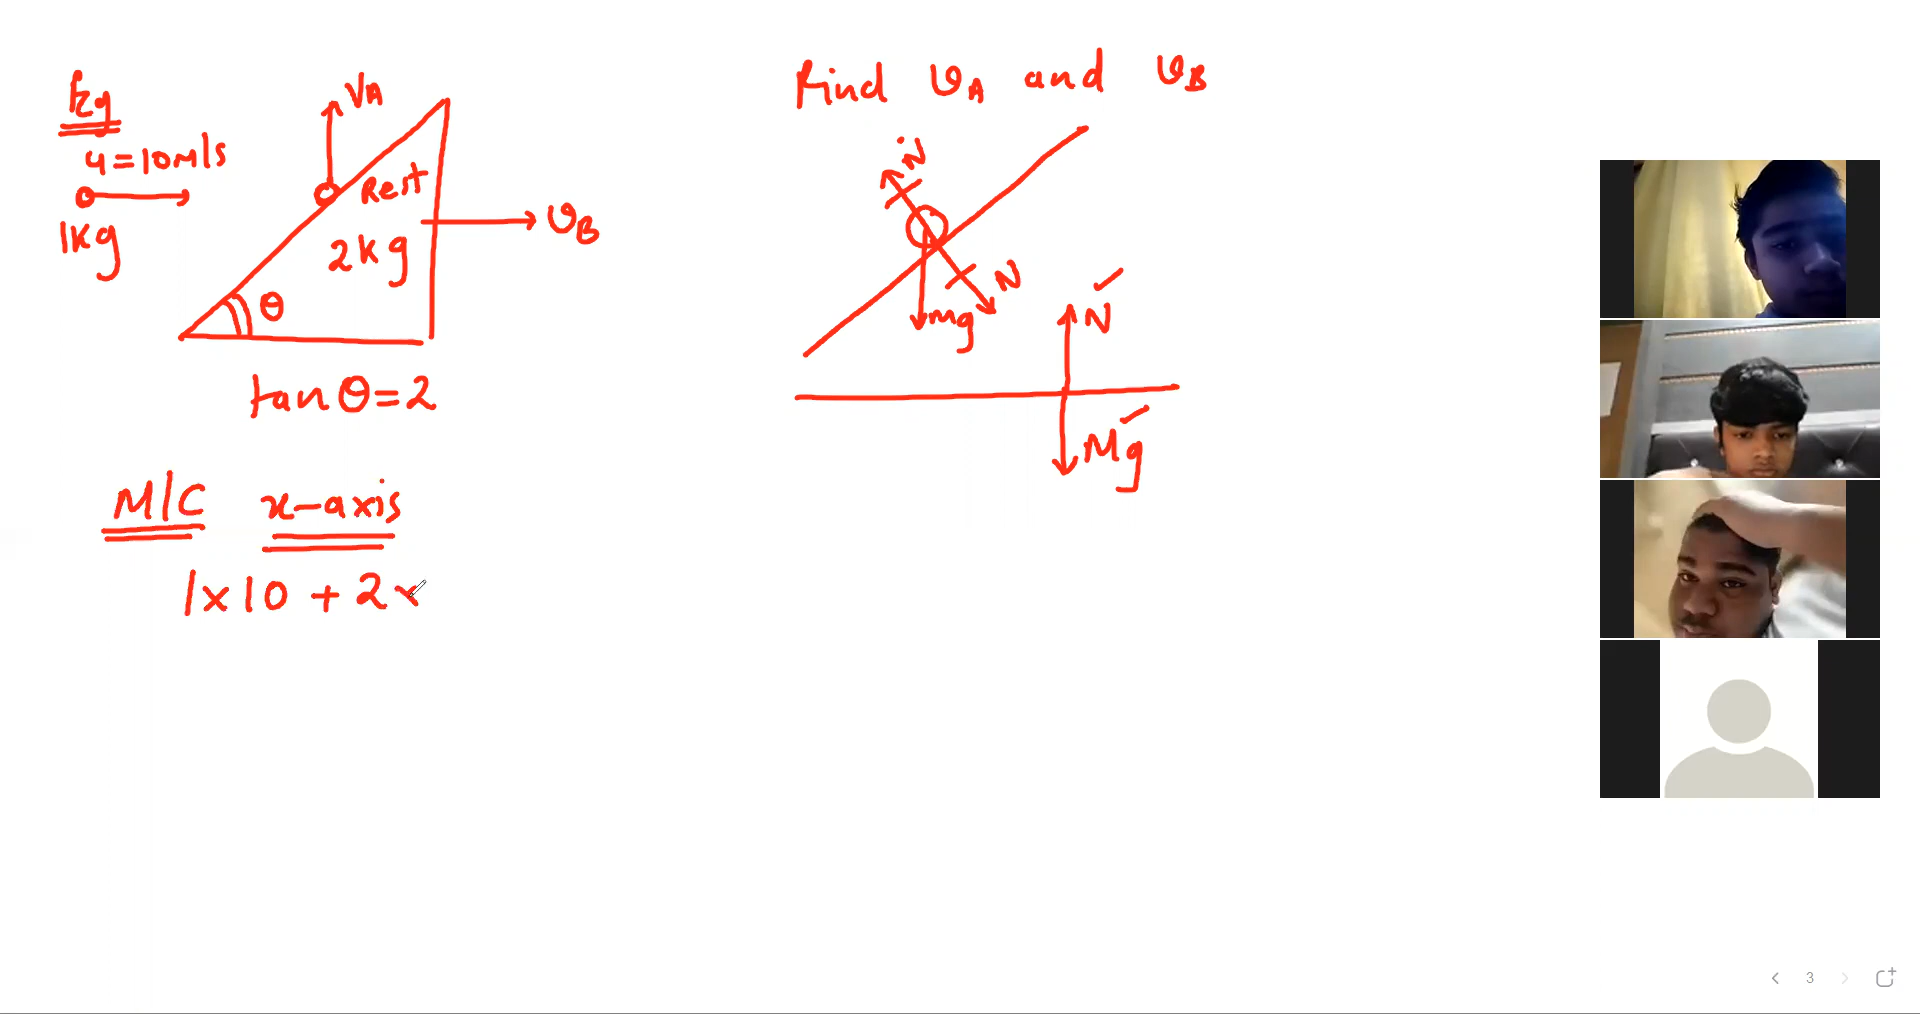 Eg
u=10m/s
1kg
VA
Rest
2kg
vB
θ
tan θ=2
Find vA and vB
N
N
Mg
N
Mg
M/C x-axis
1×10 + 2×
3